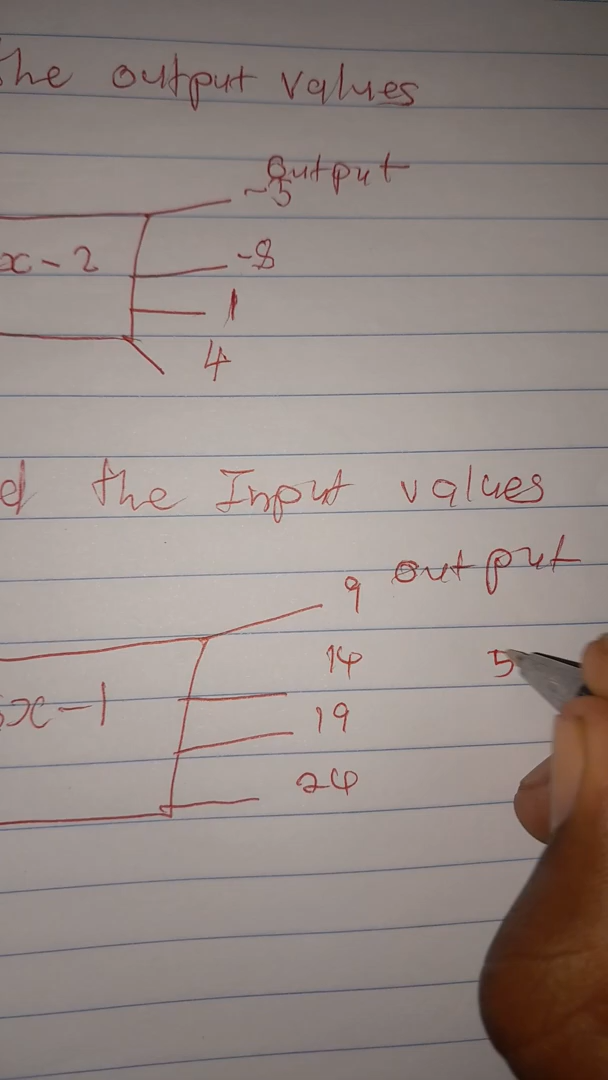 he output values
output
-5
x - 2
-8
1
4
d the Input values
output
9
14
5
5x - 1
19
24